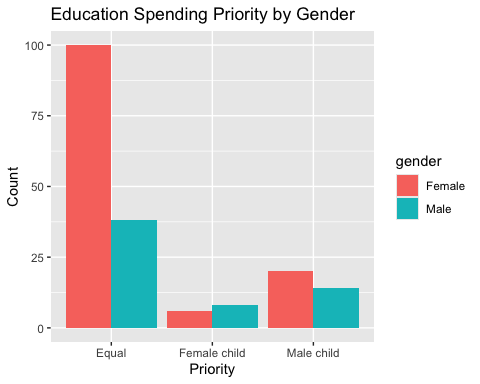 Education Spending Priority by Gender
100
75
50
25
0
Count
Equal
Female child
Male child
Priority
gender
Female
Male